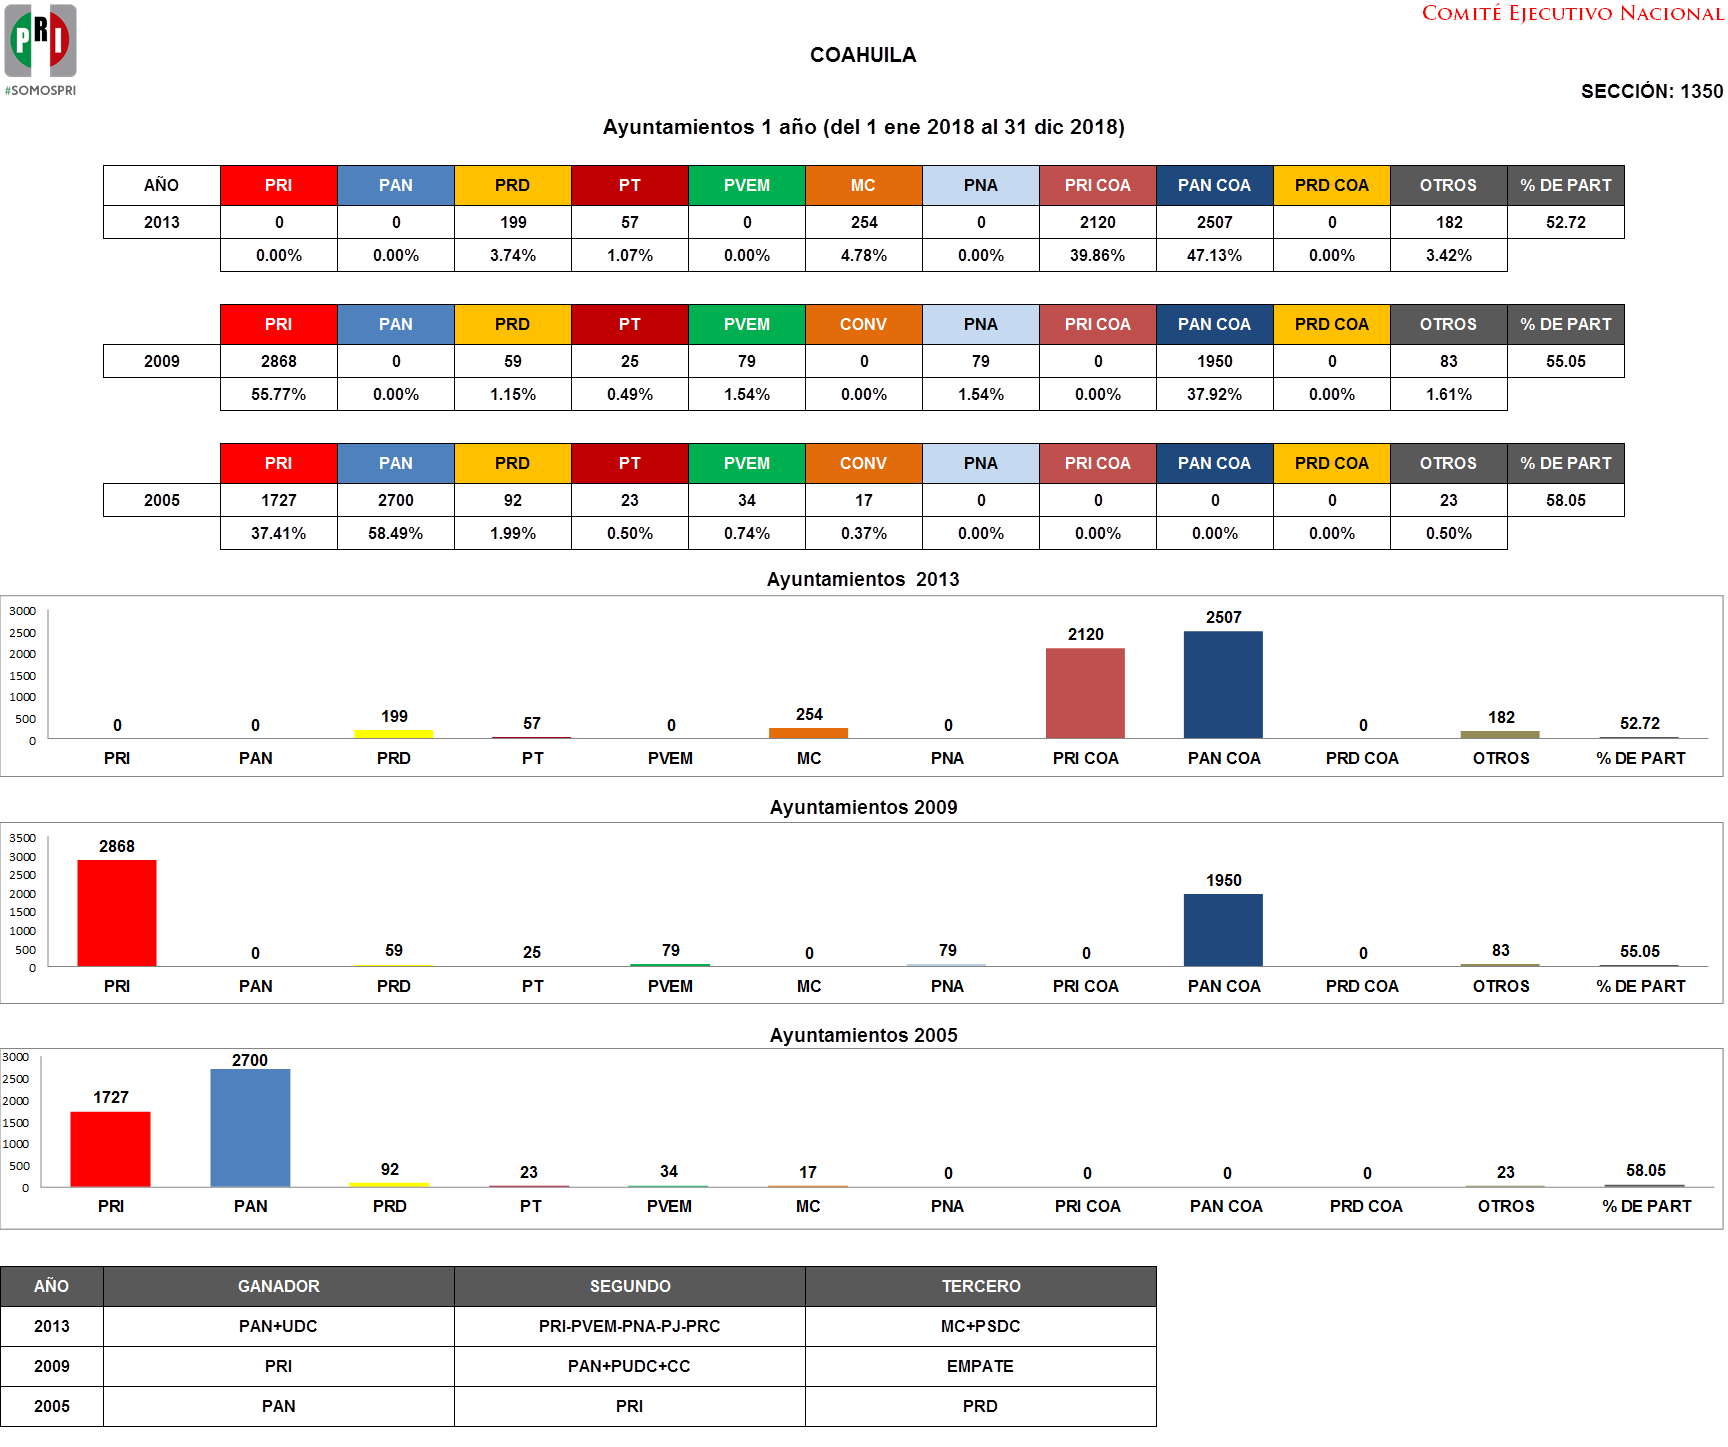 COMITÉ EJECUTIVO NACIONAL
PRI
#SOMOSPRI
COAHUILA
SECCIÓN: 1350
Ayuntamientos 1 año (del 1 ene 2018 al 31 dic 2018)
AÑO PRI PAN PRD PT PVEM MC PNA PRI COA PAN COA PRD COA OTROS % DE PART
2013 0 0 199 57 0 254 0 2120 2507 0 182 52.72
0.00% 0.00% 3.74% 1.07% 0.00% 4.78% 0.00% 39.86% 47.13% 0.00% 3.42%
PRI PAN PRD PT PVEM CONV PNA PRI COA PAN COA PRD COA OTROS % DE PART
2009 2868 0 59 25 79 0 79 0 1950 0 83 55.05
55.77% 0.00% 1.15% 0.49% 1.54% 0.00% 1.54% 0.00% 37.92% 0.00% 1.61%
PRI PAN PRD PT PVEM CONV PNA PRI COA PAN COA PRD COA OTROS % DE PART
2005 1727 2700 92 23 34 17 0 0 0 0 23 58.05
37.41% 58.49% 1.99% 0.50% 0.74% 0.37% 0.00% 0.00% 0.00% 0.00% 0.50%
Ayuntamientos 2013
3000
2500
2000
1500
1000
500
0
0 0 199 57 0 254 0 2120 2507 0 182 52.72
PRI PAN PRD PT PVEM MC PNA PRI COA PAN COA PRD COA OTROS % DE PART
Ayuntamientos 2009
3500
3000
2500
2000
1500
1000
500
0
2868 0 59 25 79 0 79 0 1950 0 83 55.05
PRI PAN PRD PT PVEM MC PNA PRI COA PAN COA PRD COA OTROS % DE PART
Ayuntamientos 2005
3000
2500
2000
1500
1000
500
0
1727 2700 92 23 34 17 0 0 0 0 23 58.05
PRI PAN PRD PT PVEM MC PNA PRI COA PAN COA PRD COA OTROS % DE PART
AÑO GANADOR SEGUNDO TERCERO
2013 PAN+UDC PRI-PVEM-PNA-PJ-PRC MC+PSDC
2009 PRI PAN+PUDC+CC EMPATE
2005 PAN PRI PRD